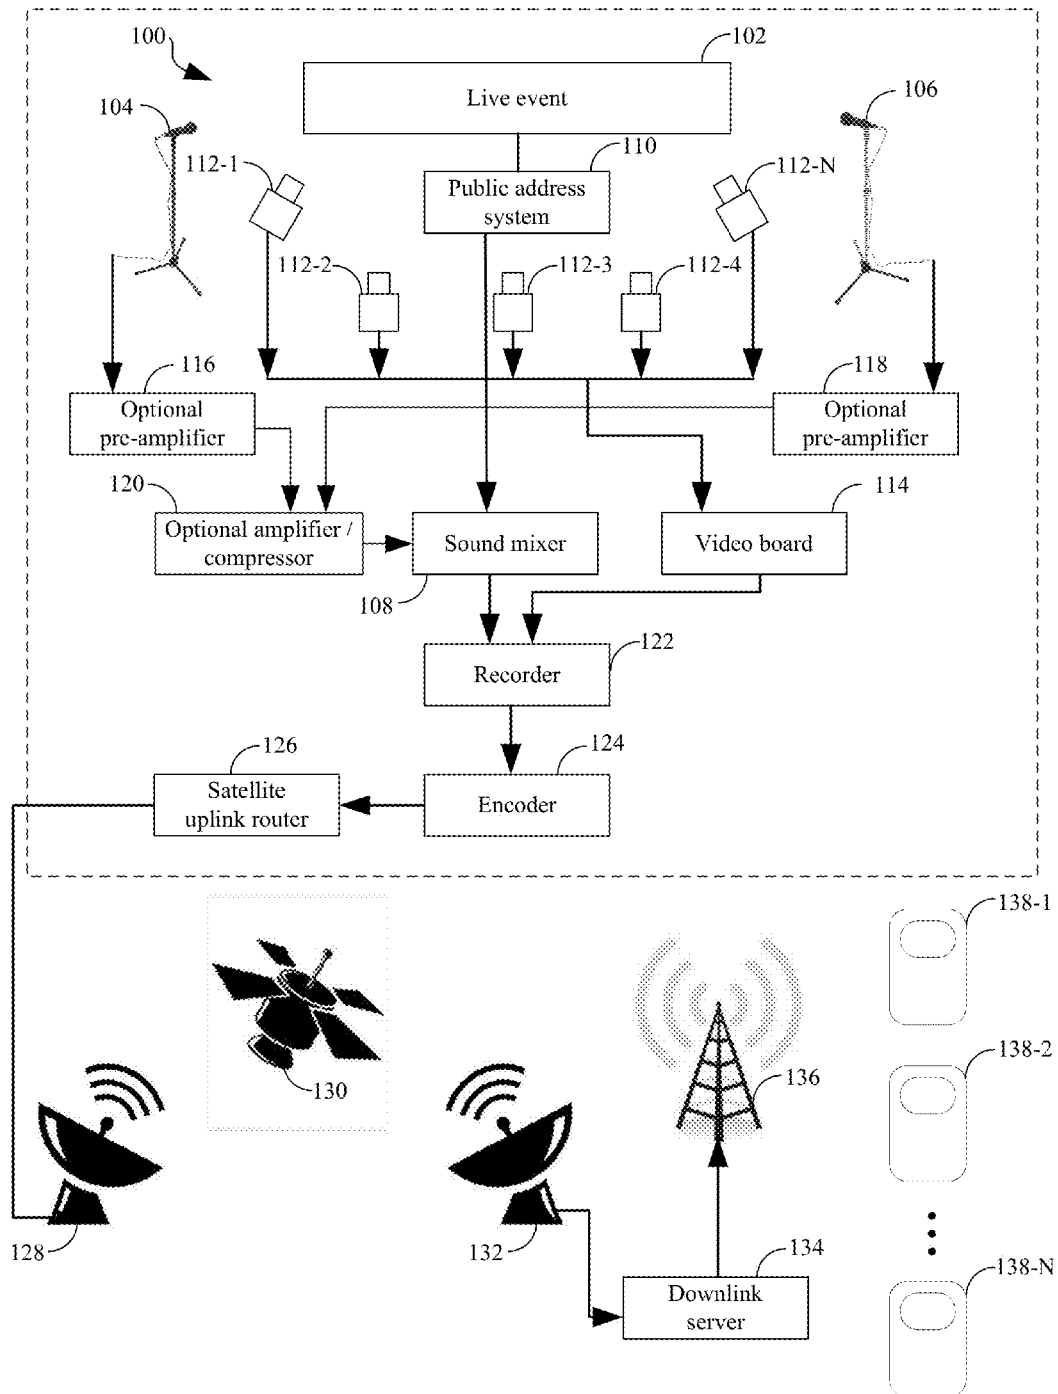 100
102
Live event
104
106
110
112-1
Public address
system
112-N
112-2
112-3
112-4
116
118
Optional
pre-amplifier
Optional
pre-amplifier
120
114
Optional amplifier /
compressor
Sound mixer
Video board
108
122
Recorder
126
124
Satellite
uplink router
Encoder
138-1
130
136
138-2
128
132
134
138-N
Downlink
server